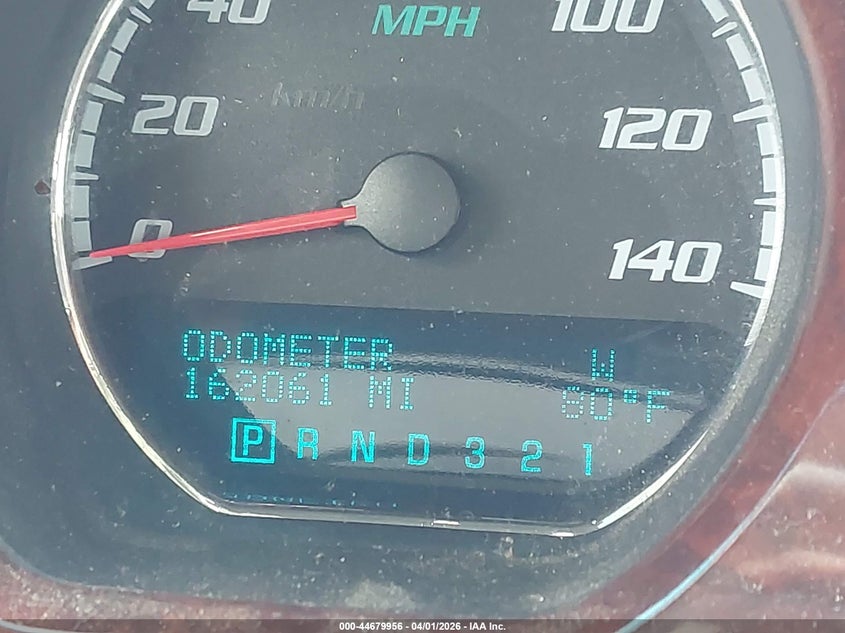 40 MPH 100
20 km/h 120
0 140
ODOMETER W
162061 MI °F
P R N D 3 2 1
000-44679956 - 04/01/2026 - IAA Inc.